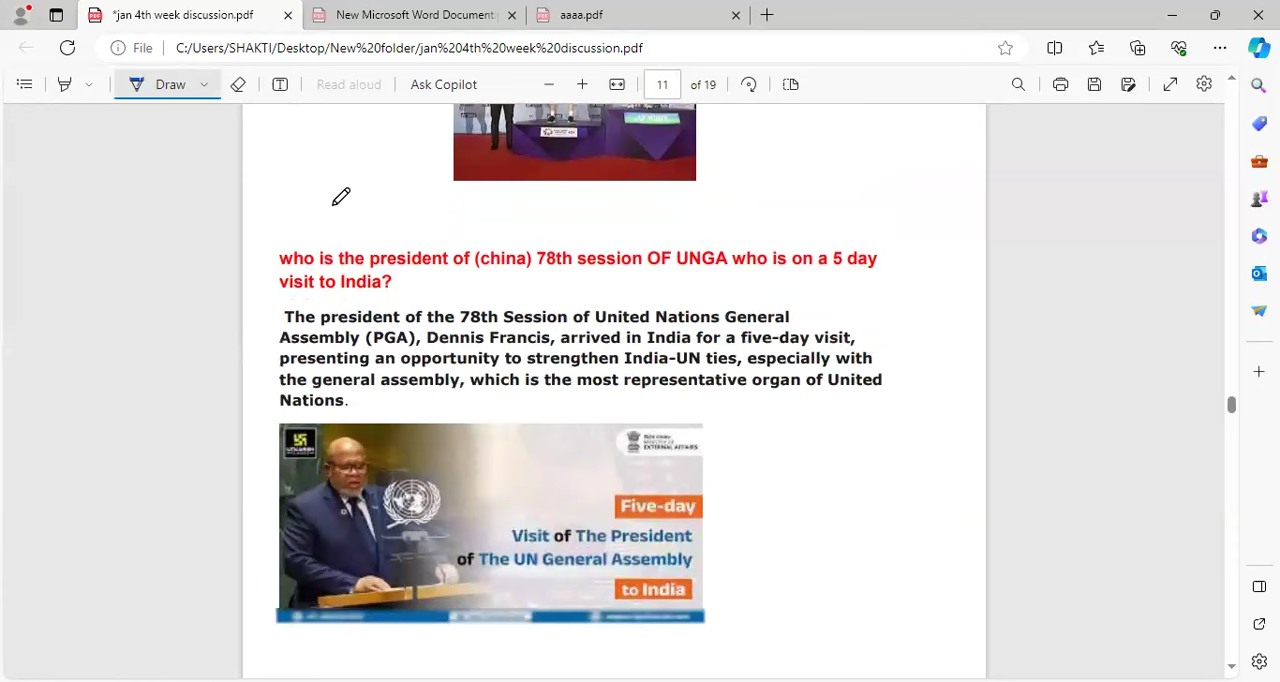 *jan 4th week discussion.pdf
New Microsoft Word Document
aaaa.pdf
File
C:/Users/SHAKTI/Desktop/New%20folder/jan%204th%20week%20discussion.pdf
Draw
Read aloud
Ask Copilot
11 of 19
who is the president of (china) 78th session OF UNGA who is on a 5 day
visit to India?
The president of the 78th Session of United Nations General
Assembly (PGA), Dennis Francis, arrived in India for a five-day visit,
presenting an opportunity to strengthen India-UN ties, especially with
the general assembly, which is the most representative organ of United
Nations.
MINISTRY OF
EXTERNAL AFFAIRS
Five-day
Visit of The President
of The UN General Assembly
to India